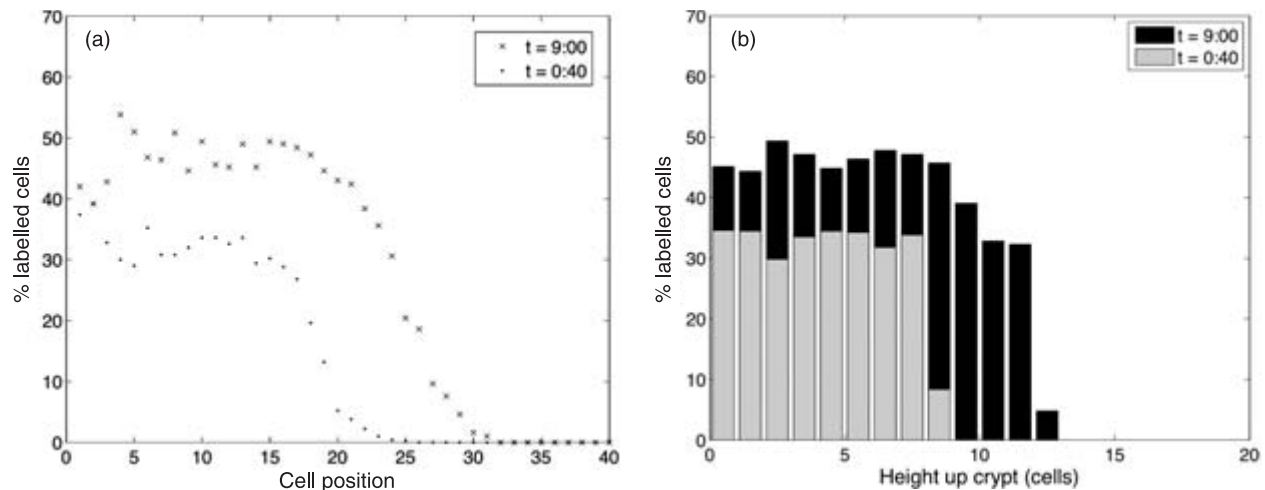 (a)
× t = 9:00
· t = 0:40
% labelled cells
70
60
50
40
30
20
10
0
0 5 10 15 20 25 30 35 40
Cell position
(b)
t = 9:00
t = 0:40
% labelled cells
70
60
50
40
30
20
10
0
0 5 10 15 20
Height up crypt (cells)